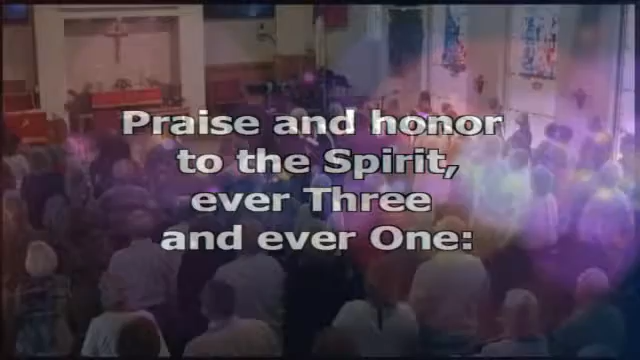 Praise and honor
to the Spirit,
ever Three
and ever One: